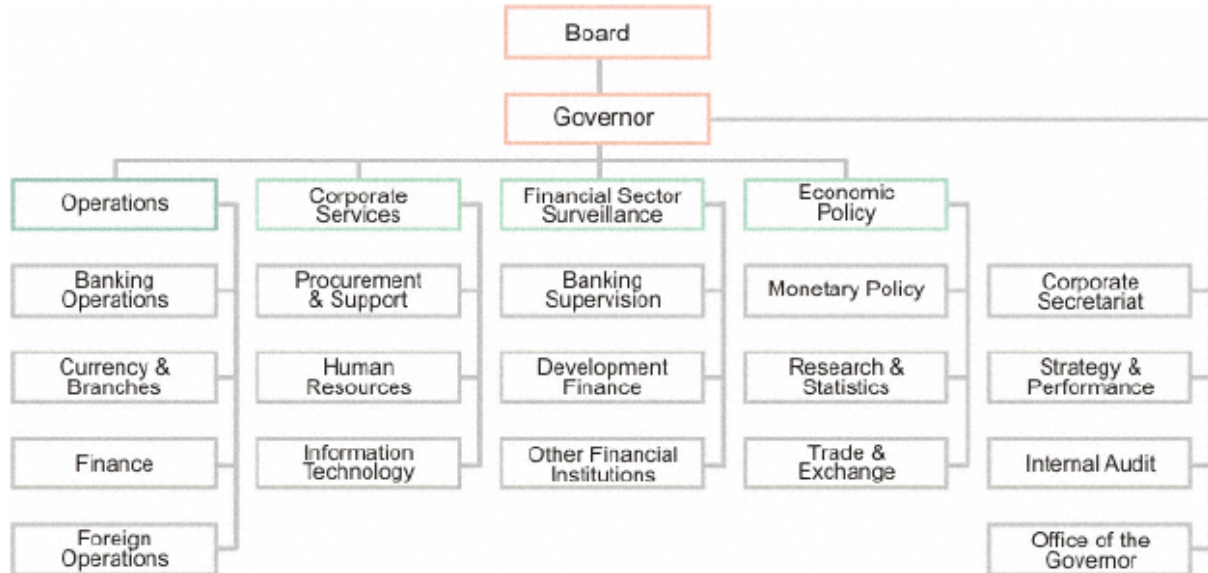 Board
Governor
Operations
Corporate
Services
Financial Sector
Surveillance
Economic
Policy
Banking
Operations
Procurement
& Support
Banking
Supervision
Monetary Policy
Corporate
Secretariat
Currency &
Branches
Human
Resources
Development
Finance
Research &
Statistics
Strategy &
Performance
Finance
Information
Technology
Other Financial
Institutions
Trade &
Exchange
Internal Audit
Foreign
Operations
Office of the
Governor